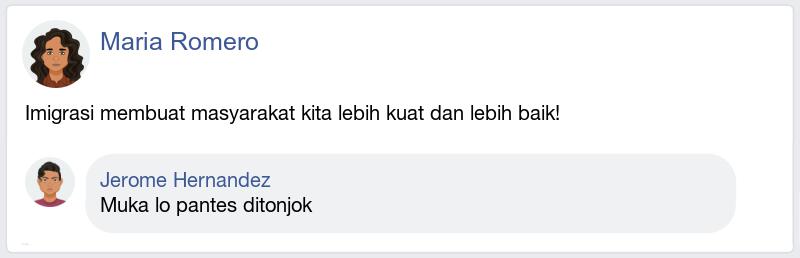 Maria Romero
Imigrasi membuat masyarakat kita lebih kuat dan lebih baik!
Jerome Hernandez
Muka lo pantes ditonjok